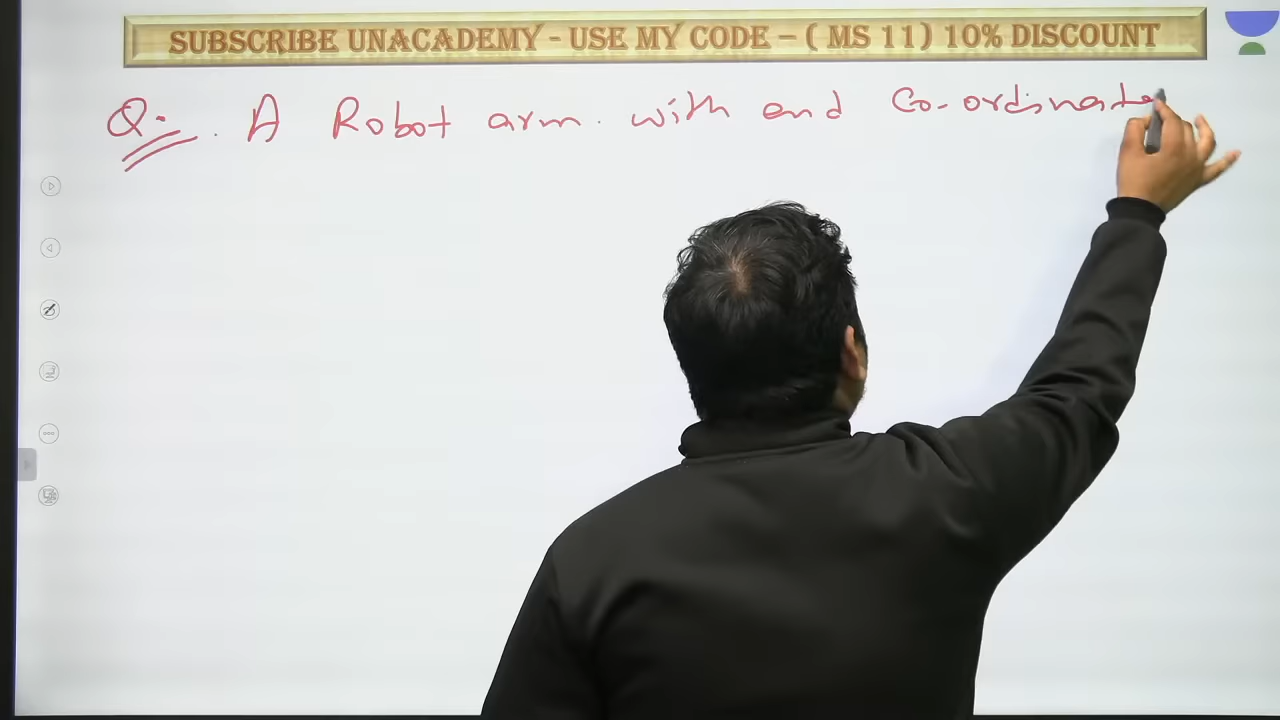 SUBSCRIBE UNACADEMY - USE MY CODE – ( MS 11) 10% DISCOUNT
Q:- . A Robot arm. with end Co-ordinate